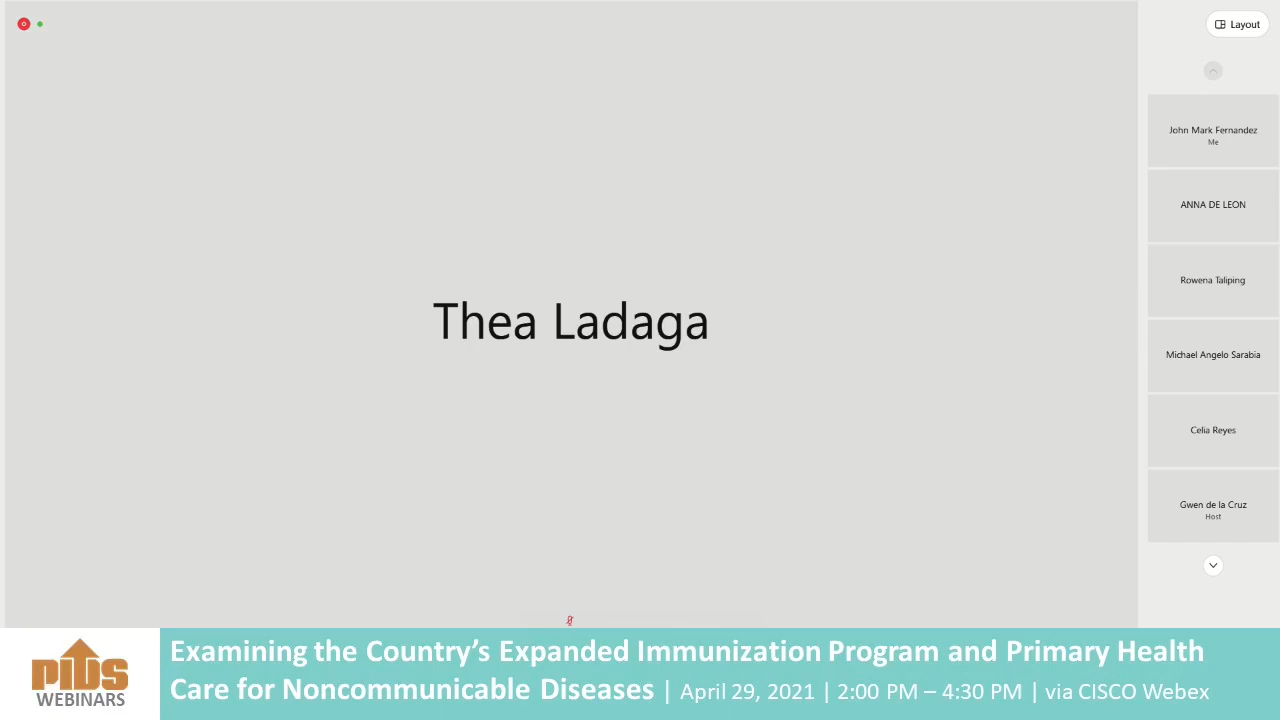 Layout
Thea Ladaga
John Mark Fernandez
Me
ANNA DE LEON
Rowena Taliping
Michael Angelo Sarabia
Celia Reyes
Gwen de la Cruz
Host
PIDS
WEBINARS
Examining the Country’s Expanded Immunization Program and Primary Health
Care for Noncommunicable Diseases | April 29, 2021 | 2:00 PM – 4:30 PM | via CISCO Webex